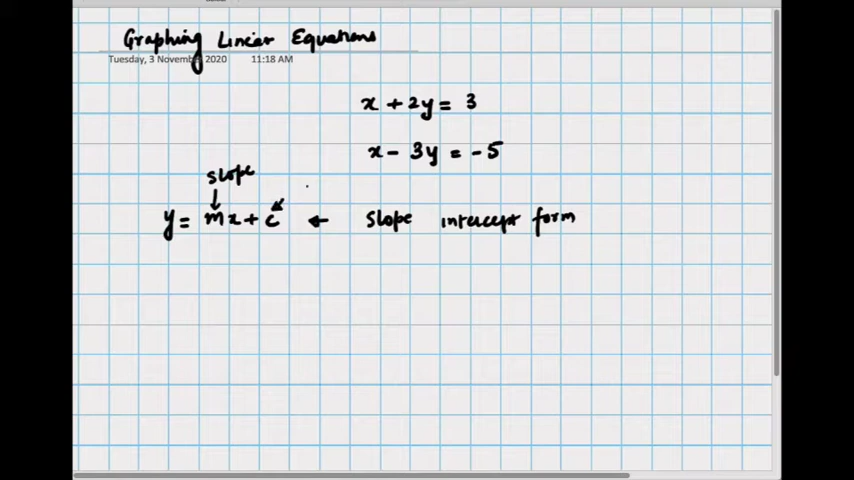 Graphing Linear Equations
Tuesday, 3 November 2020 11:18 AM
x + 2y = 3
x - 3y = -5
slope
y = mx + c ← slope intercept form